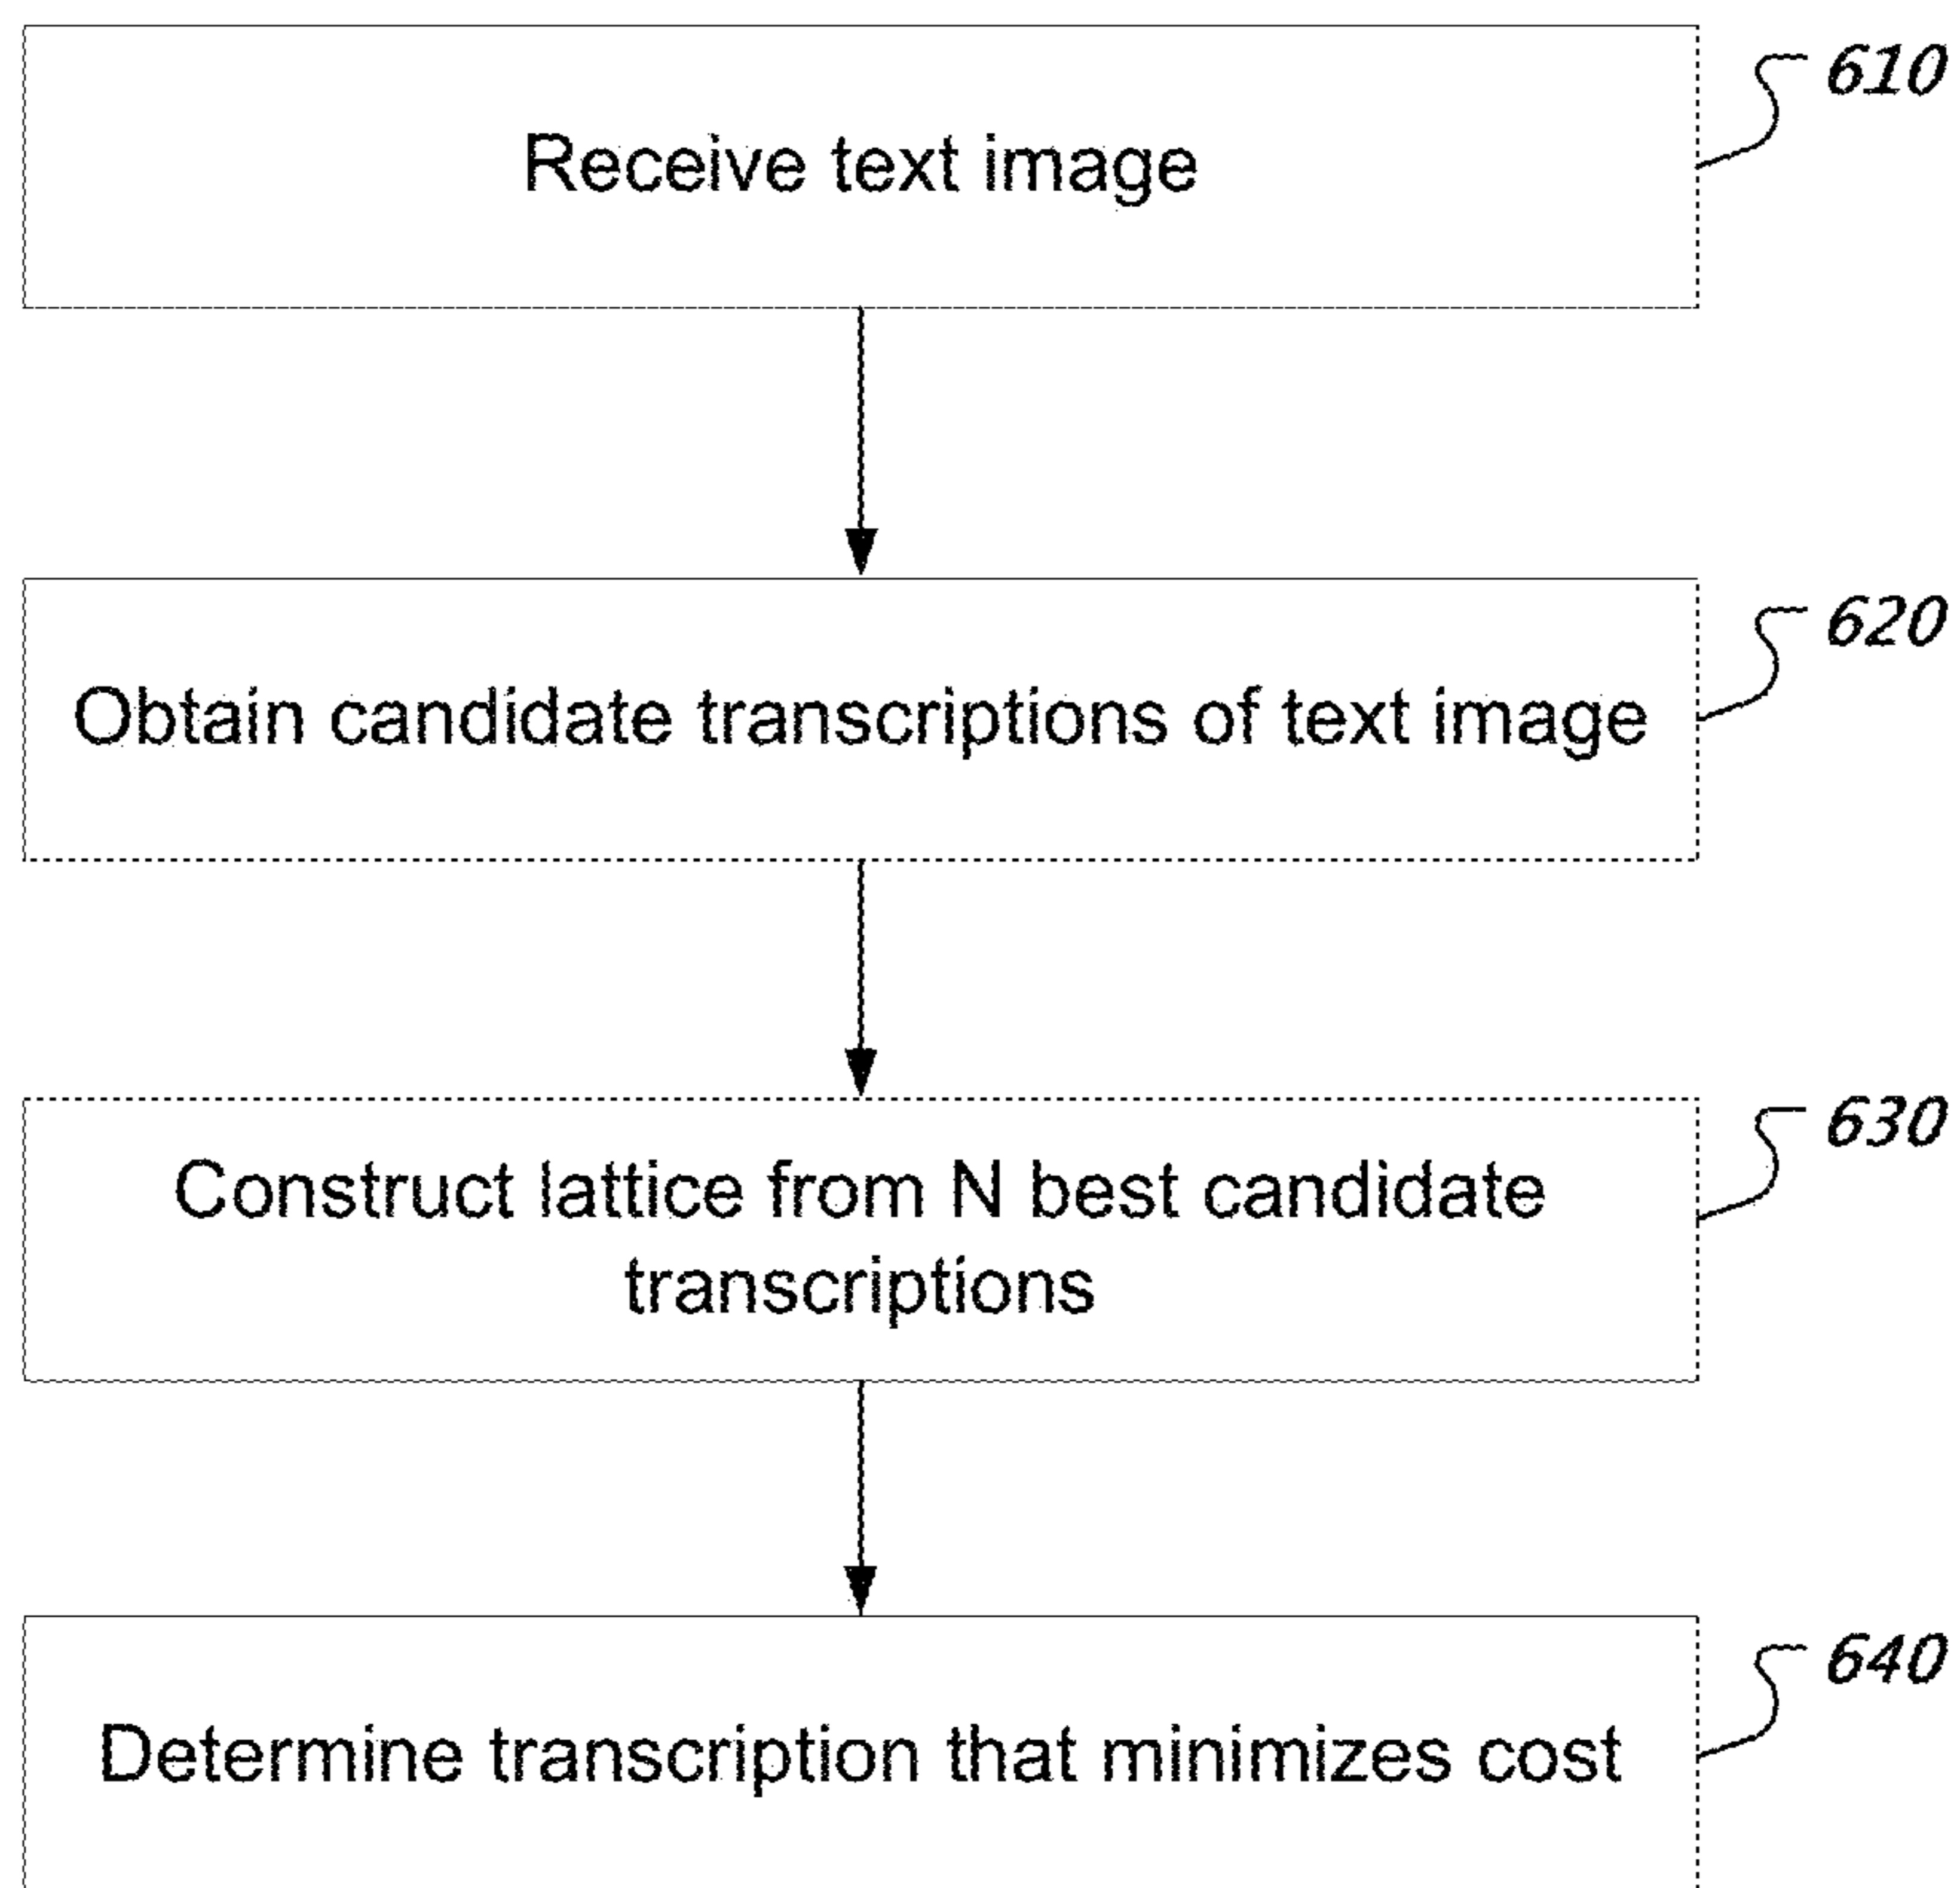 Receive text image
610
Obtain candidate transcriptions of text image
620
Construct lattice from N best candidate
transcriptions
630
Determine transcription that minimizes cost
640